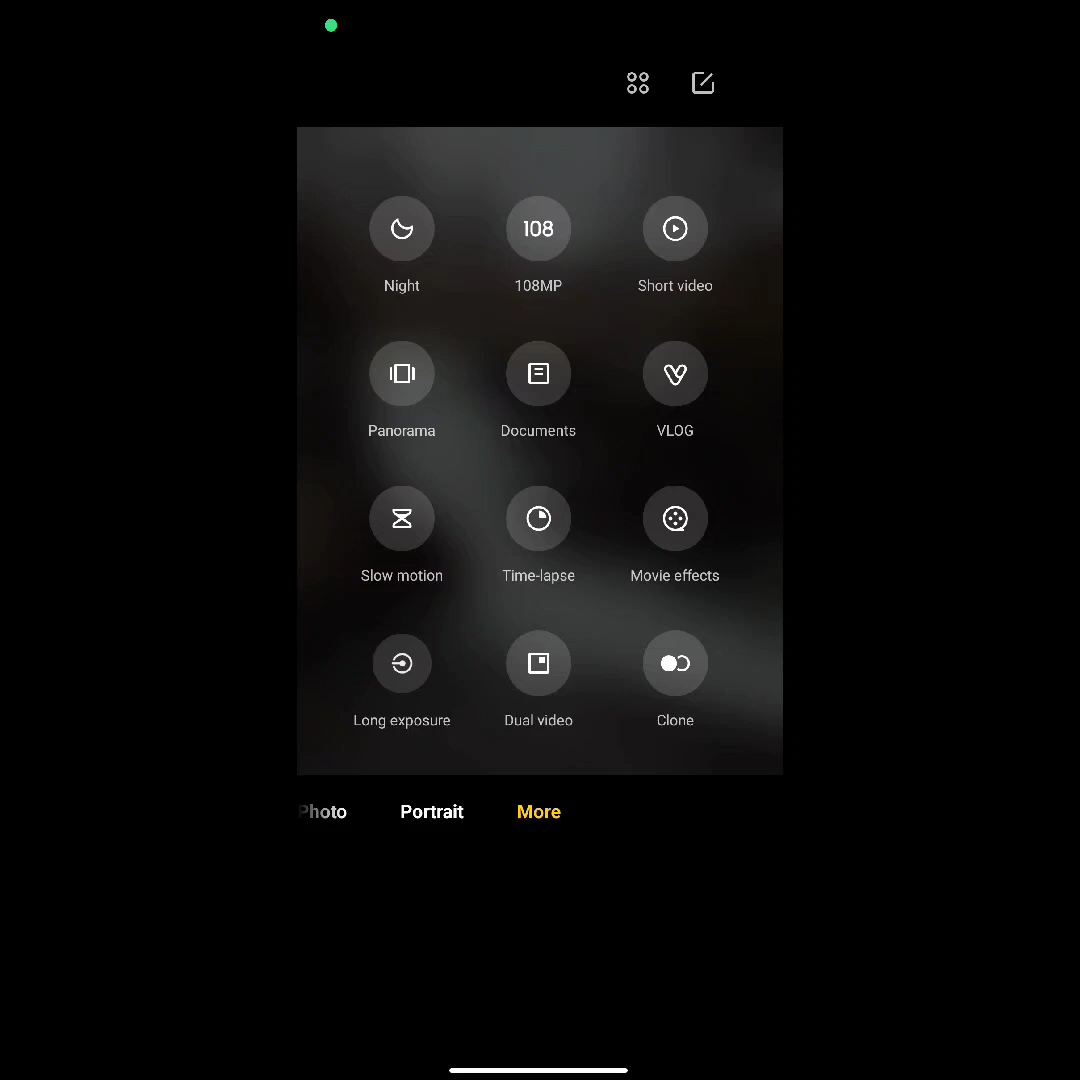 108
Night 108MP Short video
Panorama Documents VLOG
Slow motion Time-lapse Movie effects
Long exposure Dual video Clone
Photo Portrait More